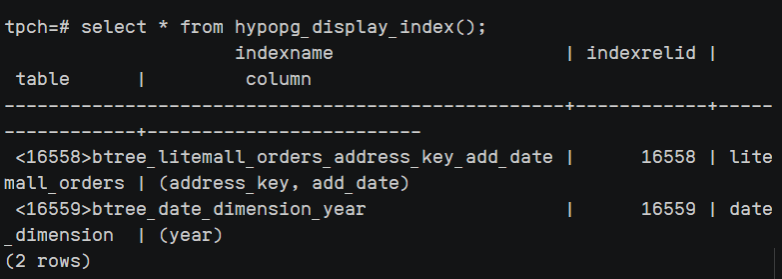 tpch=# select * from hypopg_display_index();
                     indexname                     | indexrelid |
 table      |         column
---------------------------------------------------+------------+-----
------------+-------------------------
 <16558>btree_litemall_orders_address_key_add_date |      16558 | lite
mall_orders | (address_key, add_date)
 <16559>btree_date_dimension_year                  |      16559 | date
_dimension  | (year)
(2 rows)